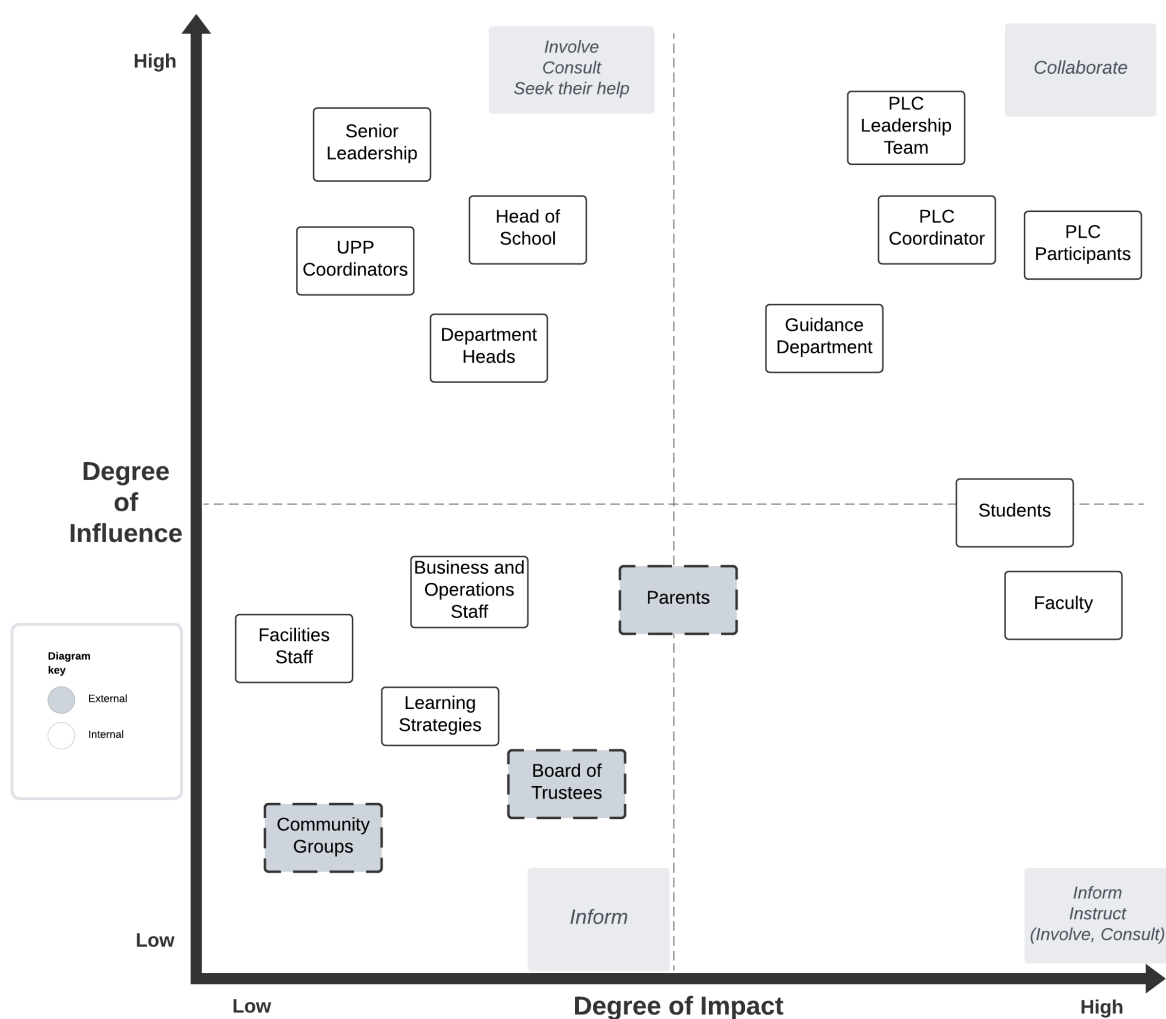 High
Involve
Consult
Seek their help
Collaborate
PLC
Leadership
Team
Senior
Leadership
Head of
School
PLC
Coordinator
PLC
Participants
UPP
Coordinators
Guidance
Department
Department
Heads
Degree
of
Influence
Students
Business and
Operations
Staff
Parents
Faculty
Facilities
Staff
Diagram
key
External
Internal
Learning
Strategies
Board of
Trustees
Community
Groups
Inform
Inform
Instruct
(Involve, Consult)
Low
Low
Degree of Impact
High